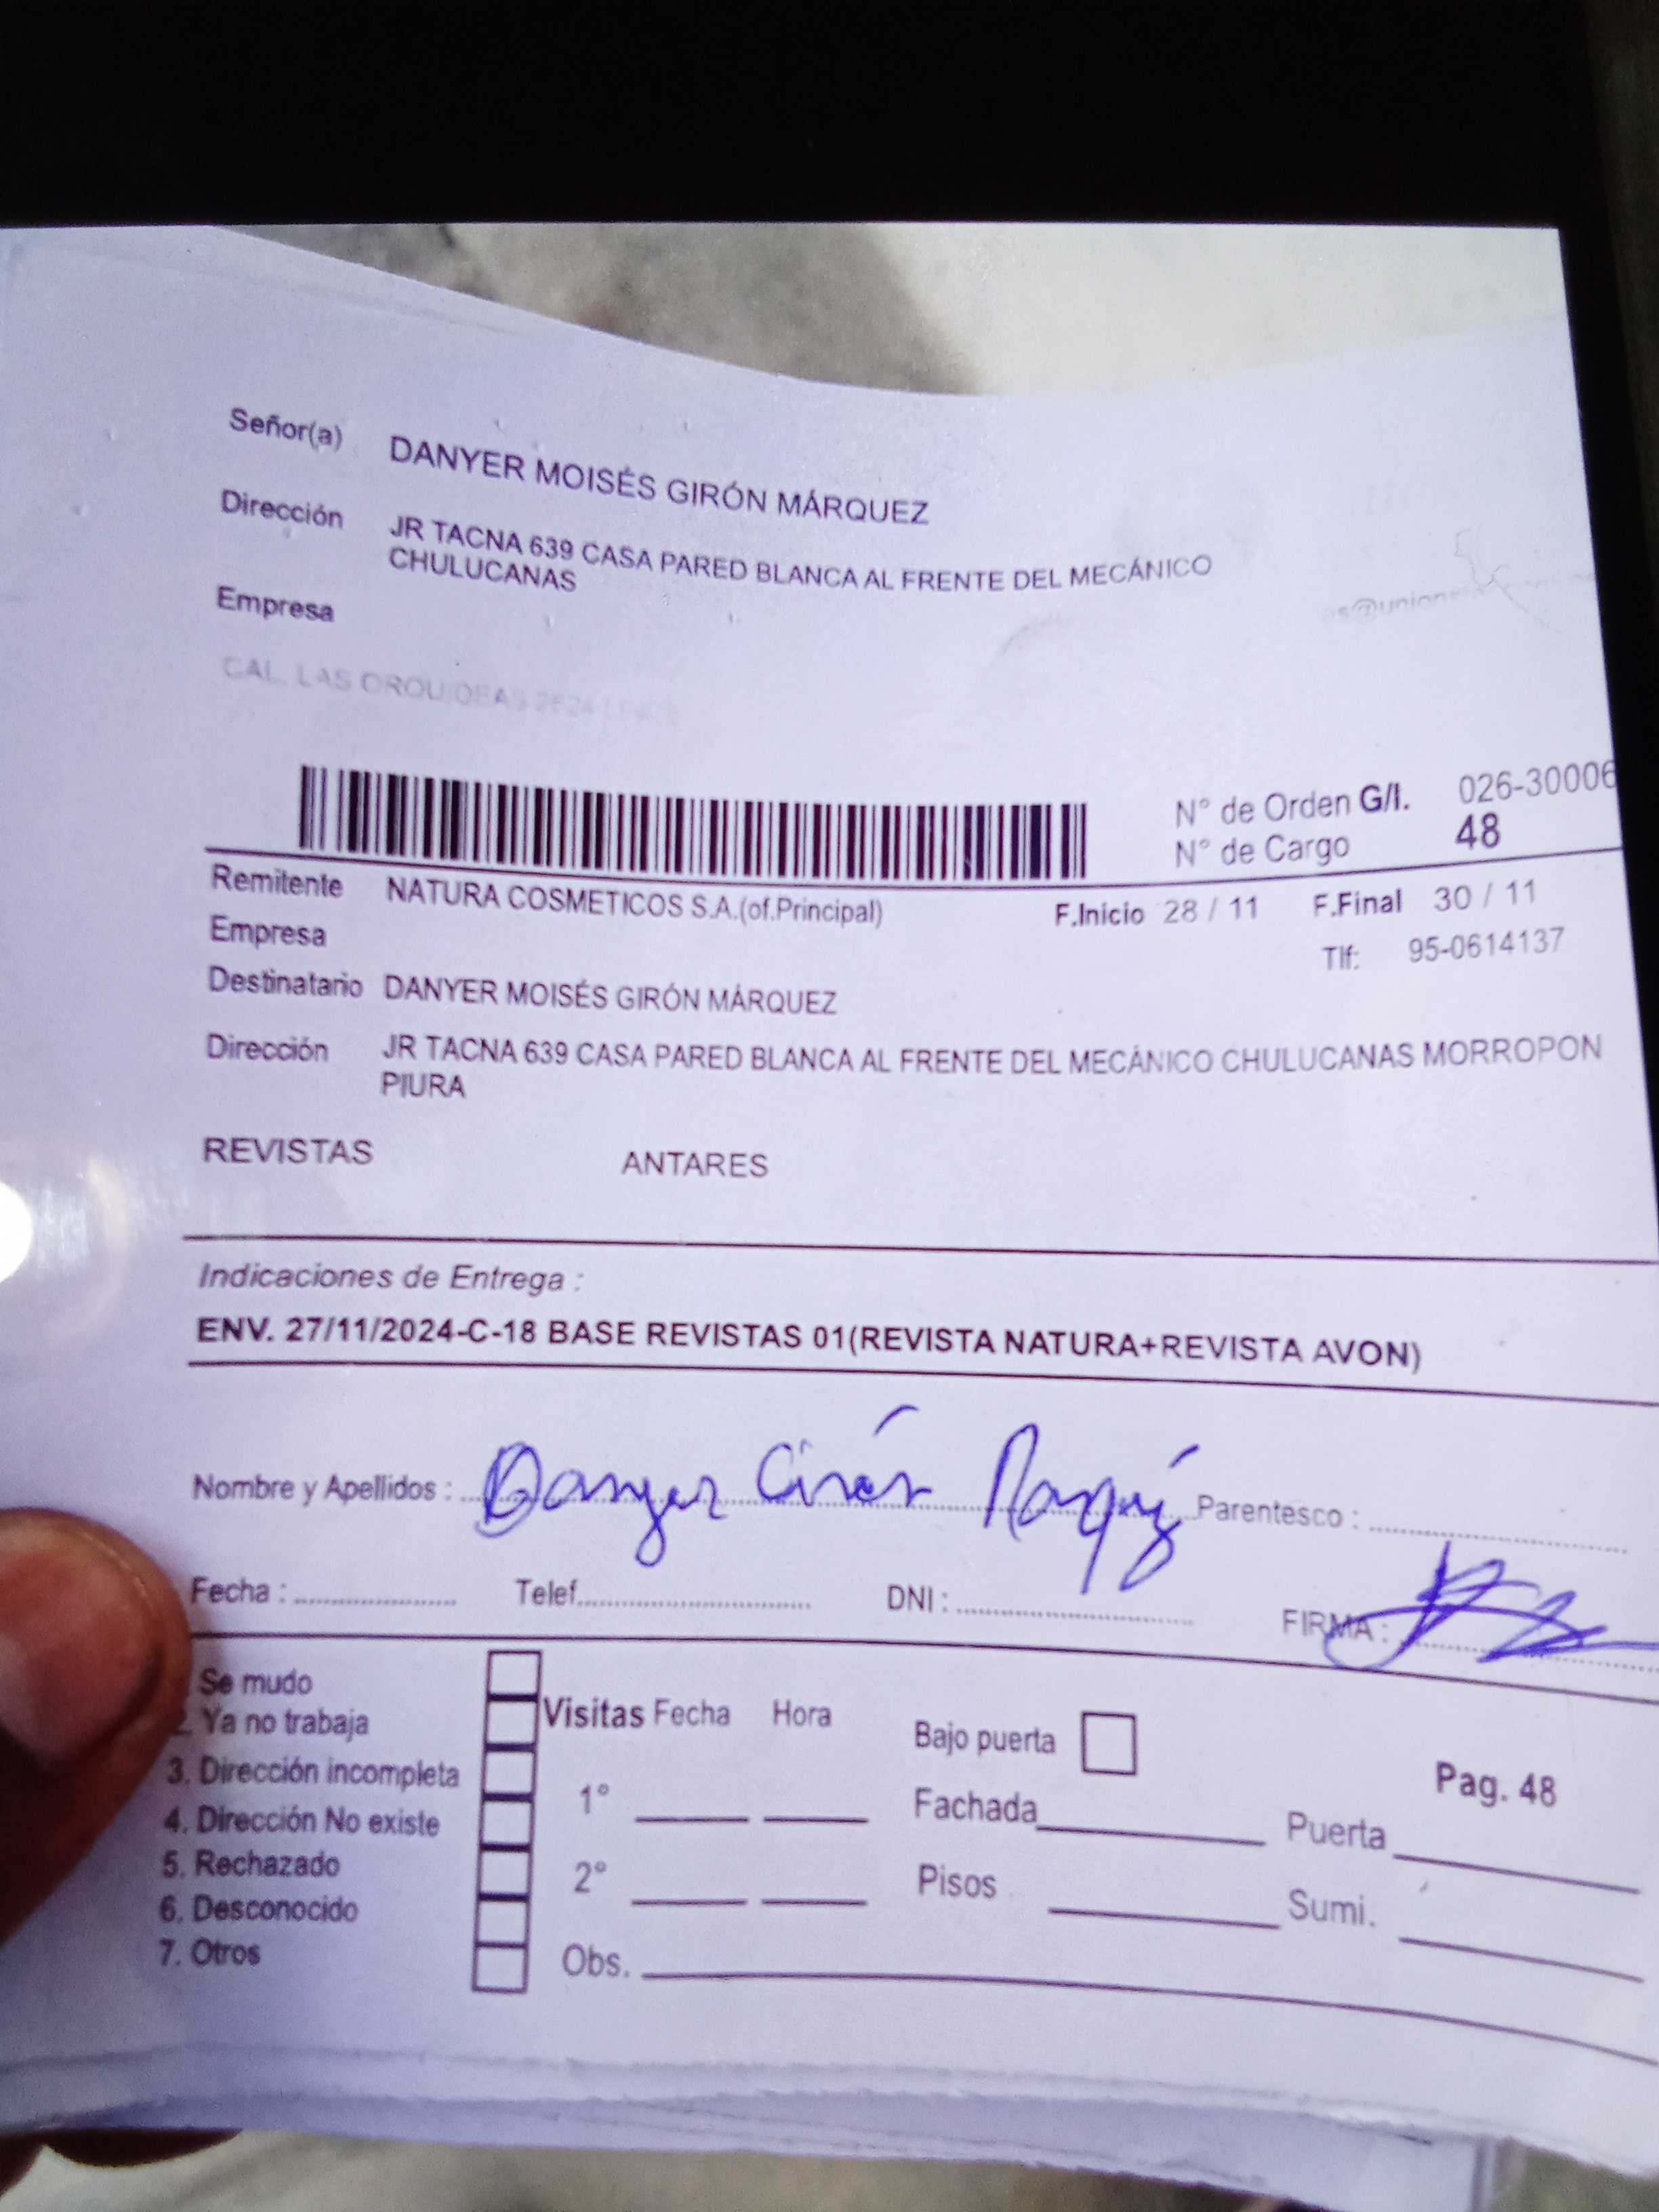 Señor(a) DANYER MOISÉS GIRÓN MÁRQUEZ
Dirección JR TACNA 639 CASA PARED BLANCA AL FRENTE DEL MECÁNICO
CHULUCANAS
Empresa
CAL. LAS ORQUIDEAS
N° de Orden G/I. 026-30006
N° de Cargo 48
Remitente NATURA COSMETICOS S.A.(of.Principal) F.Inicio 28 / 11 F.Final 30 / 11
Empresa Tlf: 95-0614137
Destinatario DANYER MOISÉS GIRÓN MÁRQUEZ
Dirección JR TACNA 639 CASA PARED BLANCA AL FRENTE DEL MECÁNICO CHULUCANAS MORROPON
PIURA
REVISTAS ANTARES
Indicaciones de Entrega :
ENV. 27/11/2024-C-18 BASE REVISTAS 01(REVISTA NATURA+REVISTA AVON)
Nombre y Apellidos : Danyer Girón Parentesco :
Fecha : Telef. DNI : FIRMA :
Se mudo
2. Ya no trabaja
3. Dirección incompleta
4. Dirección No existe
5. Rechazado
6. Desconocido
7. Otros
Visitas Fecha Hora
1°
2°
Obs.
Bajo puerta
Fachada Puerta
Pisos Sumi.
Pag. 48